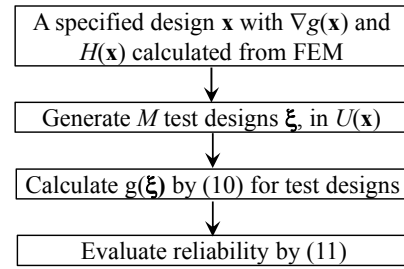 A specified design x with ∇g(x) and
H(x) calculated from FEM
Generate M test designs ξ, in U(x)
Calculate g(ξ) by (10) for test designs
Evaluate reliability by (11)